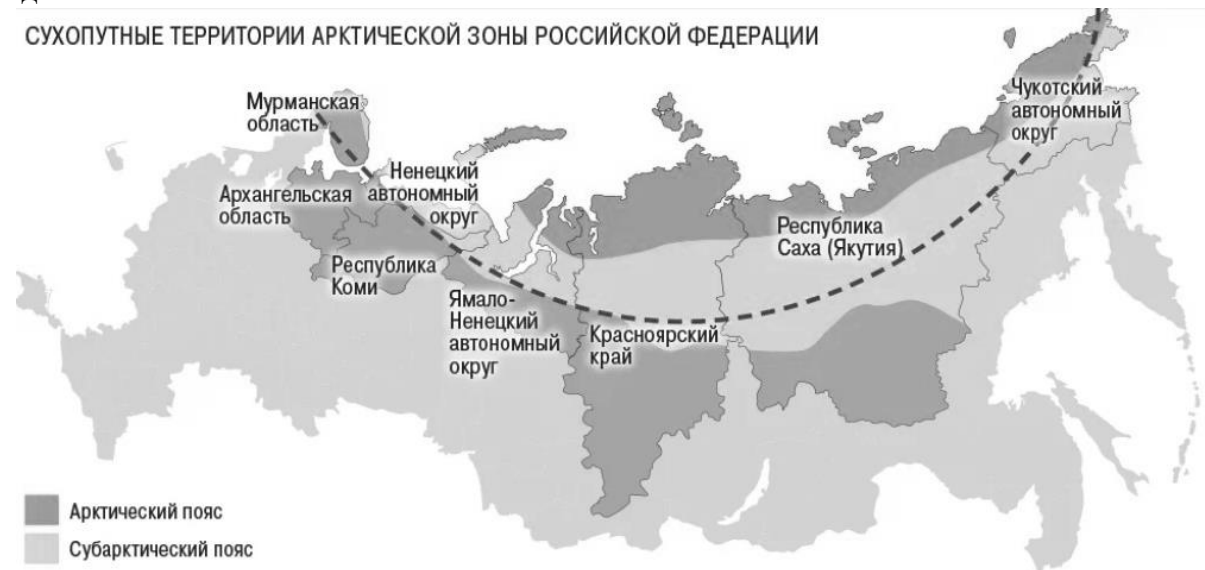 СУХОПУТНЫЕ ТЕРРИТОРИИ АРКТИЧЕСКОЙ ЗОНЫ РОССИЙСКОЙ ФЕДЕРАЦИИ
Мурманская
область
Ненецкий
автономный
округ
Архангельская
область
Республика
Коми
Ямало-
Ненецкий
автономный
округ
Красноярский
край
Республика
Саха (Якутия)
Чукотский
автономный
округ
Арктический пояс
Субарктический пояс